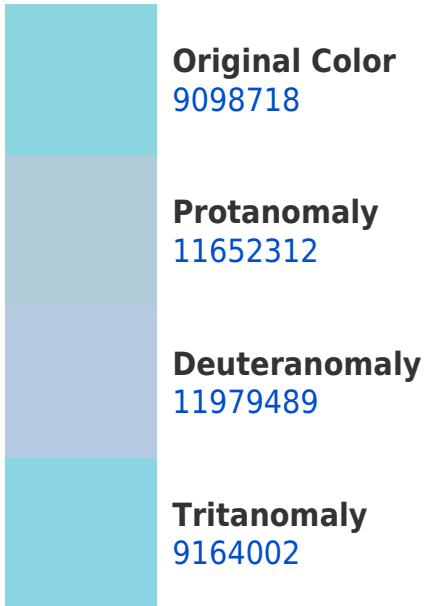 Original Color
9098718
Protanomaly
11652312
Deuteranomaly
11979489
Tritanomaly
9164002